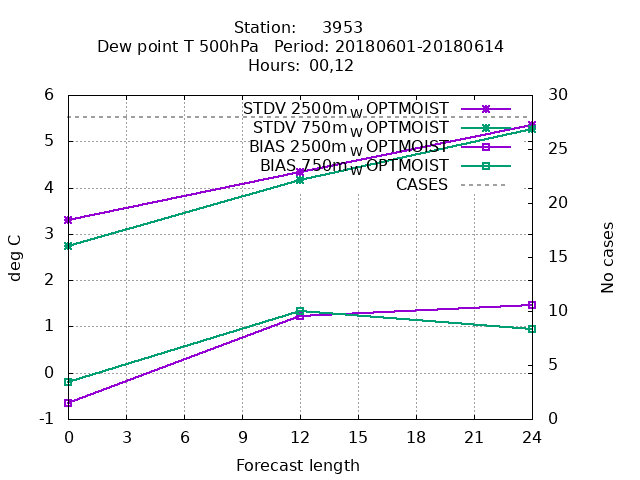 Station: 3953
Dew point T 500hPa Period: 20180601-20180614
Hours: 00,12
STDV 2500m_W OPTMOIST
STDV 750m_W OPTMOIST
BIAS 2500m_W OPTMOIST
BIAS 750m_W OPTMOIST
CASES
6
5
4
3
2
1
0
-1
deg C
30
25
20
15
10
5
0
No cases
0 3 6 9 12 15 18 21 24
Forecast length